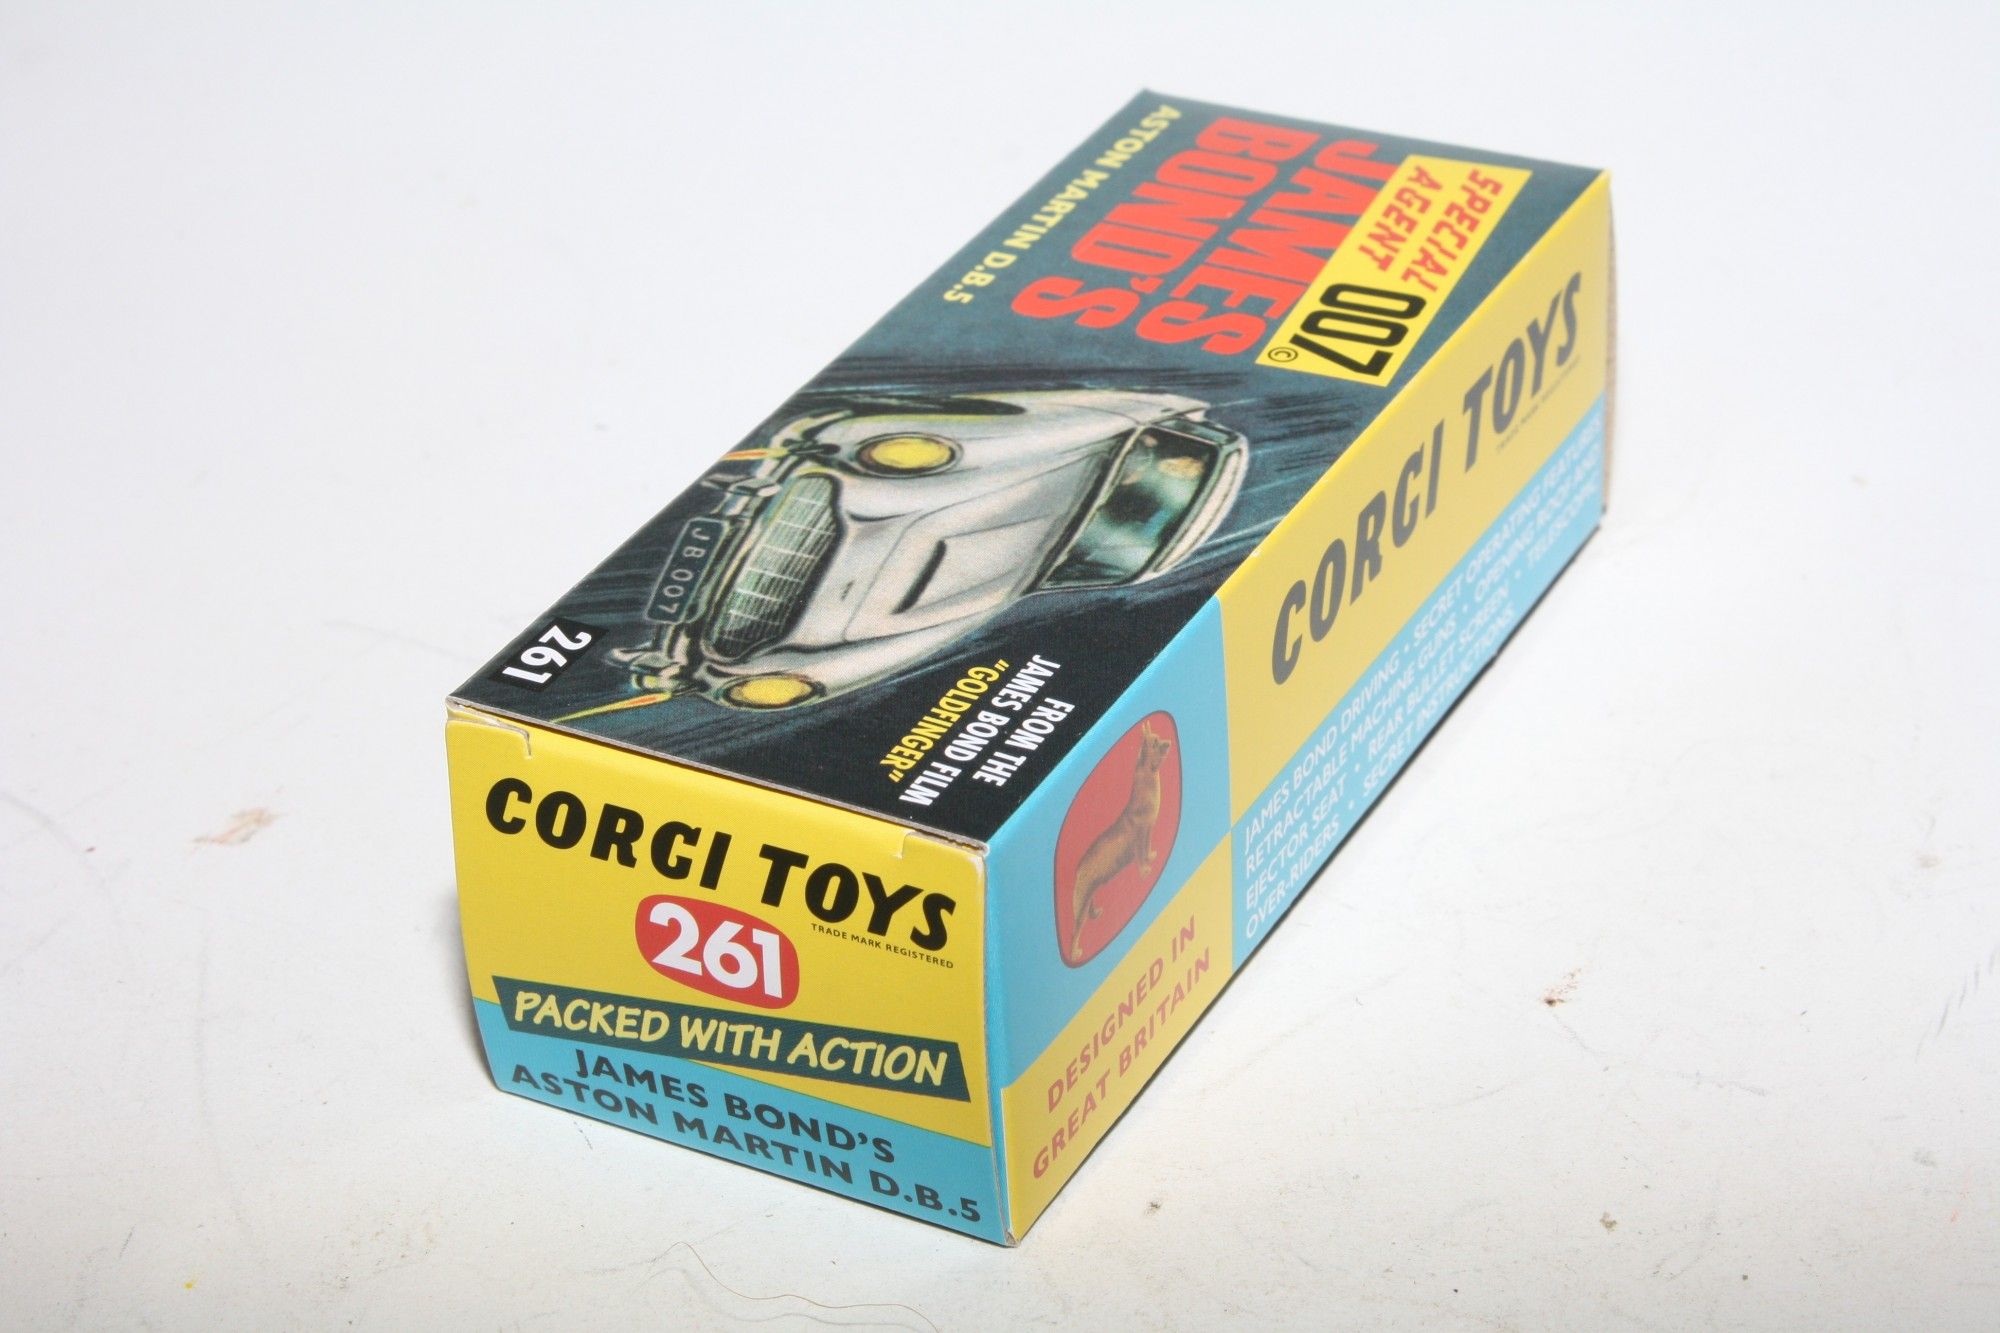 SPECIAL
AGENT 007 ©
JAMES
BOND'S
ASTON MARTIN D.B.5
JB 007
261
FROM THE
JAMES BOND FILM
"GOLDFINGER"
CORGI TOYS
TRADE MARK REGISTERED
JAMES BOND DRIVING • SECRET OPERATING FEATURES
RETRACTABLE MACHINE GUNS • OPENING ROOF AND
EJECTOR SEAT • REAR BULLET SCREEN • TELESCOPIC
OVER-RIDERS • SECRET INSTRUCTIONS
DESIGNED IN
GREAT BRITAIN
CORGI TOYS
TRADE MARK REGISTERED
261
PACKED WITH ACTION
JAMES BOND'S
ASTON MARTIN D.B.5